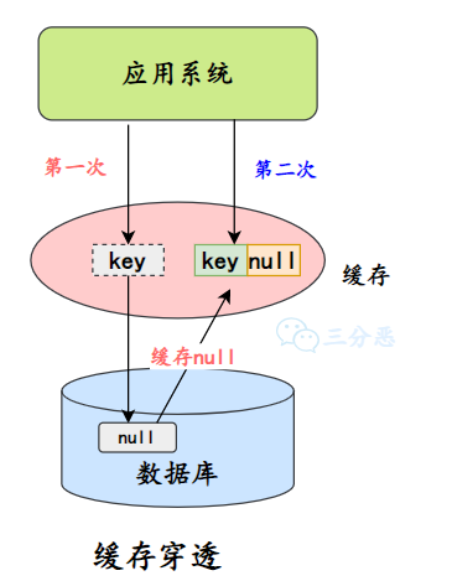 应用系统
第一次
第二次
key
key null
缓存
三分恶
缓存null
null
数据库
缓存穿透